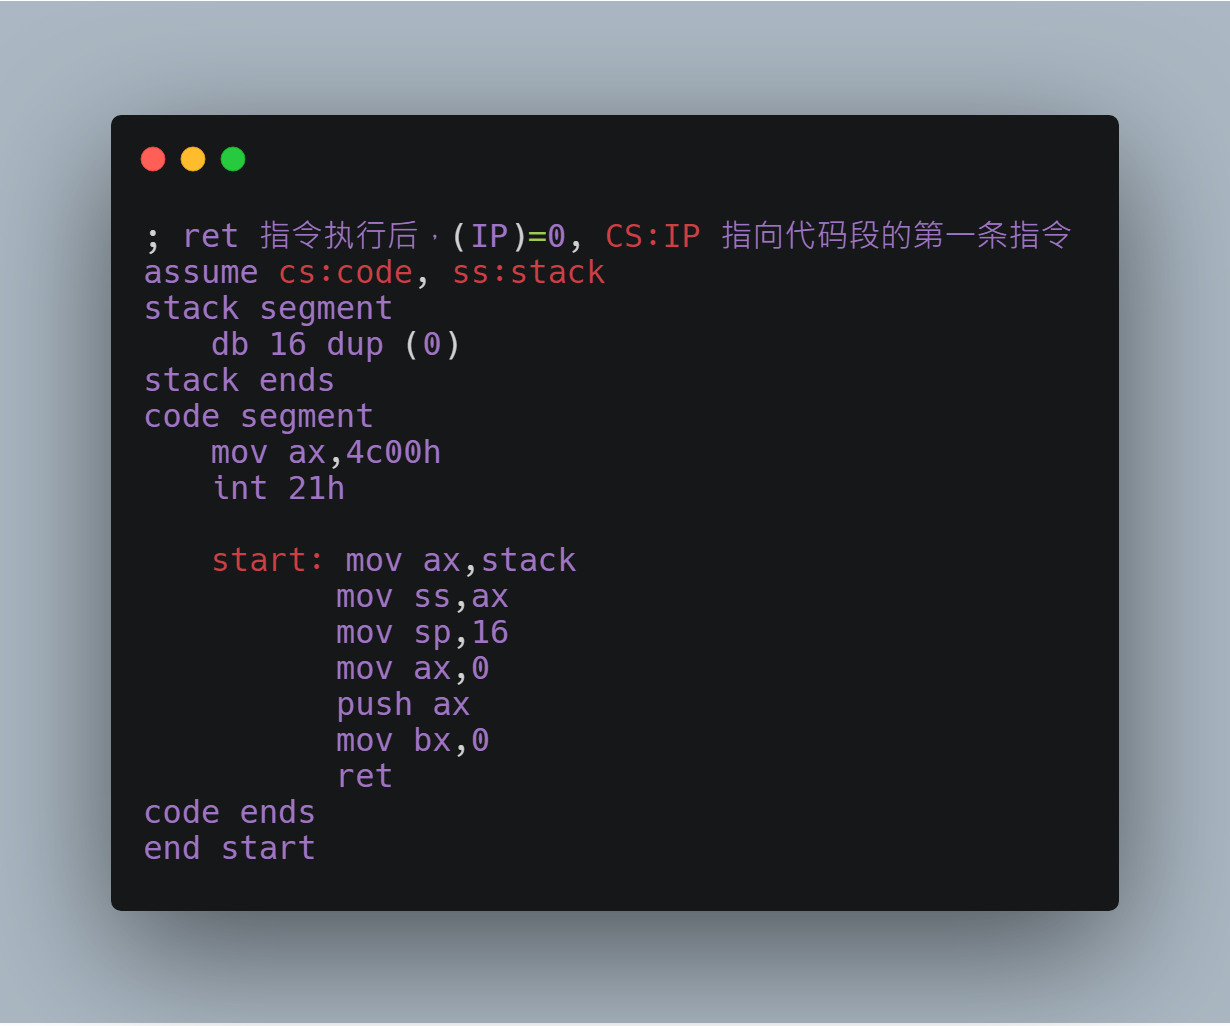 ; ret 指令执行后，(IP)=0, CS:IP 指向代码段的第一条指令
assume cs:code, ss:stack
stack segment
db 16 dup (0)
stack ends
code segment
mov ax,4c00h
int 21h
start: mov ax,stack
mov ss,ax
mov sp,16
mov ax,0
push ax
mov bx,0
ret
code ends
end start